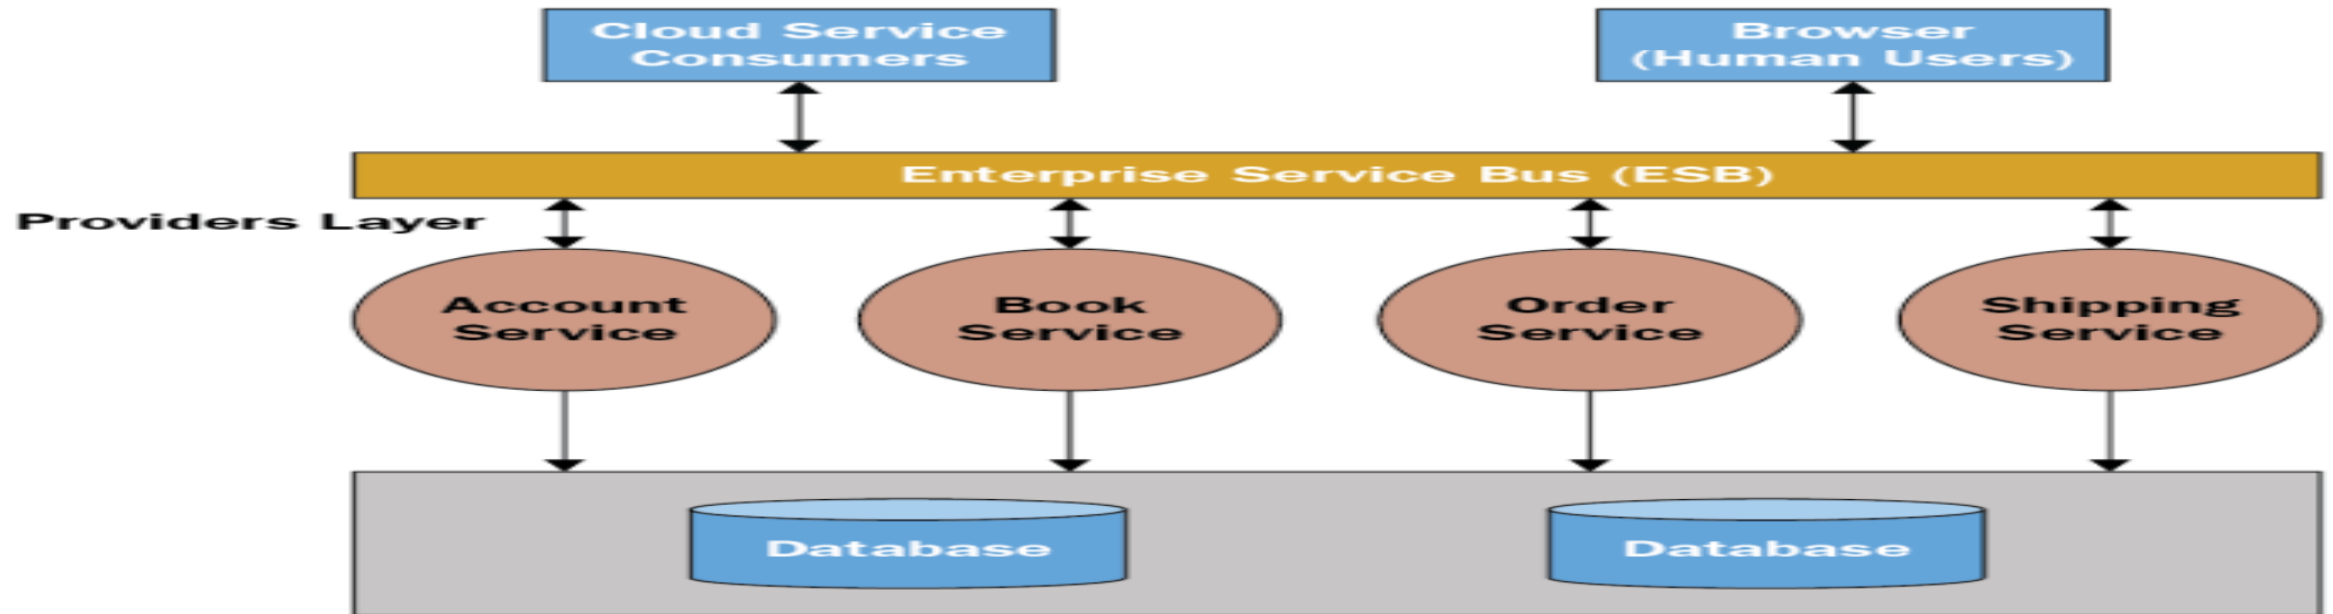 Cloud Service
Consumers
Browser
(Human Users)
Enterprise Service Bus (ESB)
Providers Layer
Account
Service
Book
Service
Order
Service
Shipping
Service
Database
Database